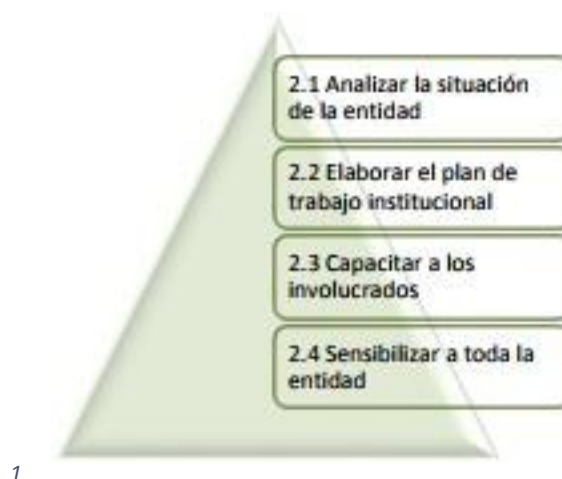 2.1 Analizar la situación
de la entidad
2.2 Elaborar el plan de
trabajo institucional
2.3 Capacitar a los
involucrados
2.4 Sensibilizar a toda la
entidad
1